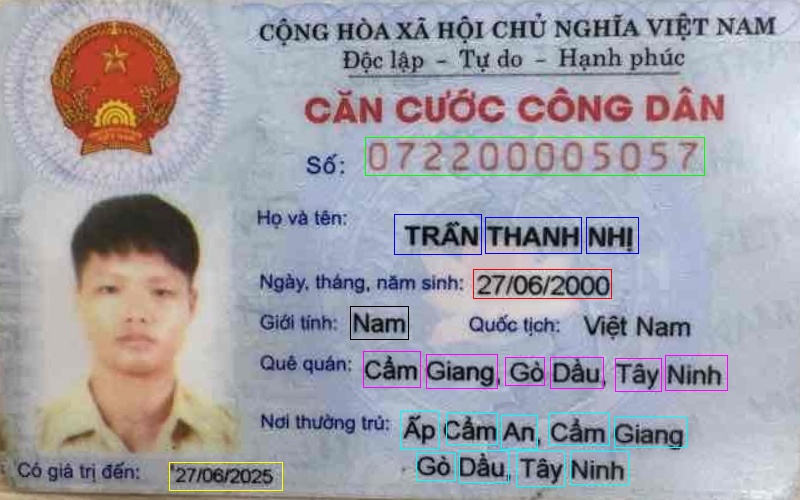 CỘNG HÒA XÃ HỘI CHỦ NGHĨA VIỆT NAM
Độc lập - Tự do - Hạnh phúc
CĂN CƯỚC CÔNG DÂN
Số: 072200005057
Họ và tên: TRẦN THANH NHỊ
Ngày, tháng, năm sinh: 27/06/2000
Giới tính: Nam Quốc tịch: Việt Nam
Quê quán: Cẩm Giang, Gò Dầu, Tây Ninh
Nơi thường trú: Ấp Cẩm An, Cẩm Giang
Gò Dầu, Tây Ninh
Có giá trị đến: 27/06/2025